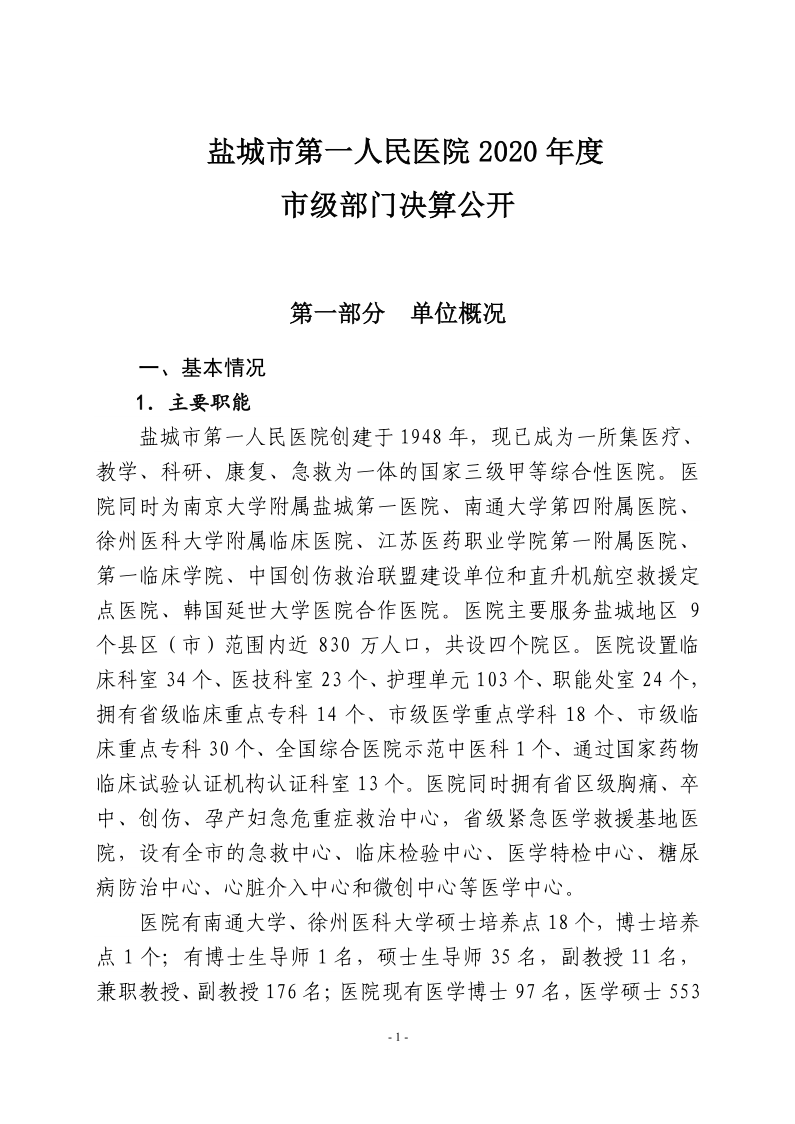 盐城市第一人民医院 2020 年度
市级部门决算公开
第一部分　单位概况
一、基本情况
1．主要职能
盐城市第一人民医院创建于 1948 年，现已成为一所集医疗、
教学、科研、康复、急救为一体的国家三级甲等综合性医院。医
院同时为南京大学附属盐城第一医院、南通大学第四附属医院、
徐州医科大学附属临床医院、江苏医药职业学院第一附属医院、
第一临床学院、中国创伤救治联盟建设单位和直升机航空救援定
点医院、韩国延世大学医院合作医院。医院主要服务盐城地区 9
个县区（市）范围内近 830 万人口，共设四个院区。医院设置临
床科室 34 个、医技科室 23 个、护理单元 103 个、职能处室 24 个，
拥有省级临床重点专科 14 个、市级医学重点学科 18 个、市级临
床重点专科 30 个、全国综合医院示范中医科 1 个、通过国家药物
临床试验认证机构认证科室 13 个。医院同时拥有省区级胸痛、卒
中、创伤、孕产妇急危重症救治中心，省级紧急医学救援基地医
院，设有全市的急救中心、临床检验中心、医学特检中心、糖尿
病防治中心、心脏介入中心和微创中心等医学中心。
医院有南通大学、徐州医科大学硕士培养点 18 个，博士培养
点 1 个；有博士生导师 1 名，硕士生导师 35 名，副教授 11 名，
兼职教授、副教授 176 名；医院现有医学博士 97 名，医学硕士 553
- 1 -